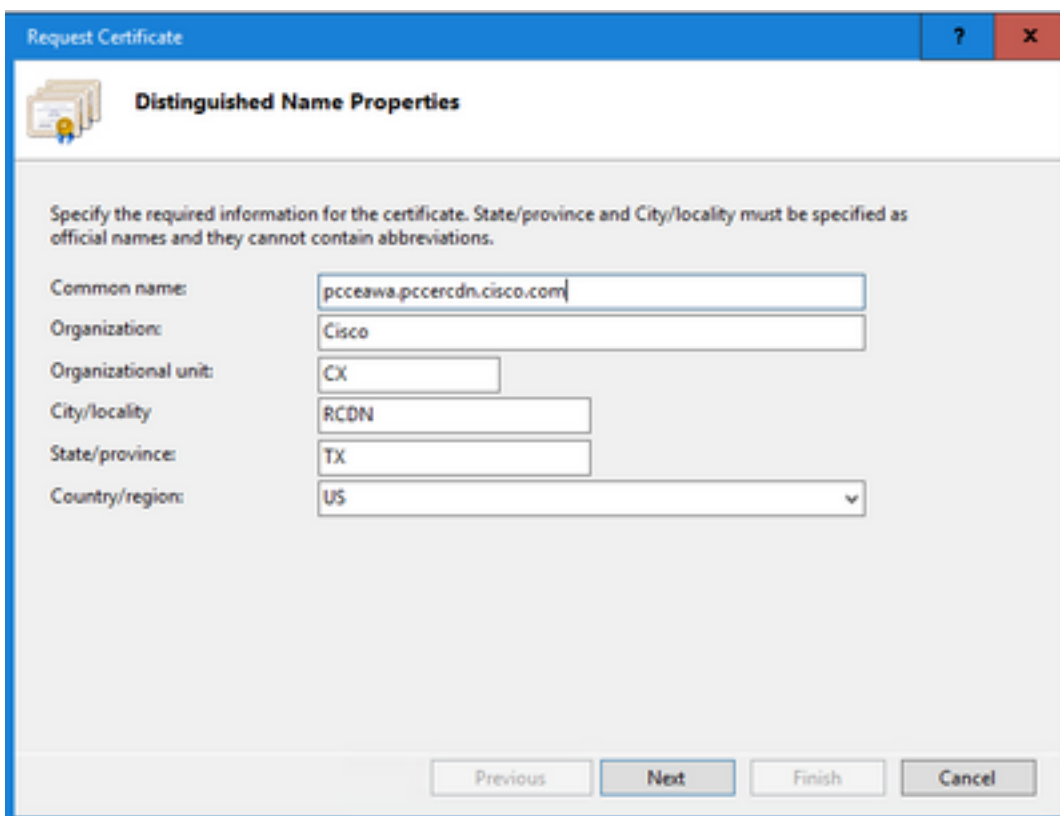 Request Certificate ? x
Distinguished Name Properties
Specify the required information for the certificate. State/province and City/locality must be specified as
official names and they cannot contain abbreviations.
Common name: pcceawa.pccercdn.cisco.com
Organization: Cisco
Organizational unit: CX
City/locality RCDN
State/province: TX
Country/region: US
Previous Next Finish Cancel